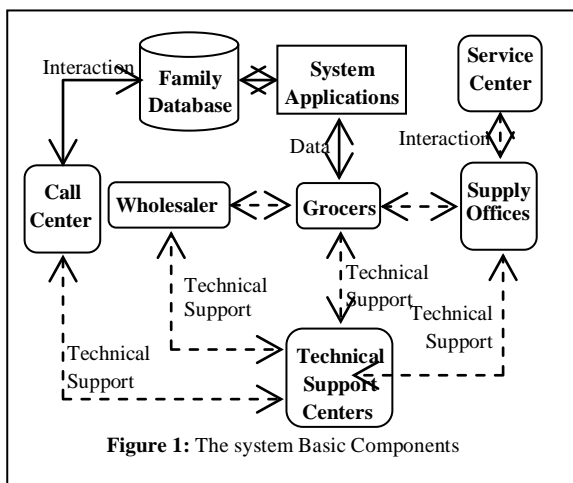 Interaction
Family
Database
System
Applications
Service
Center
Data
Interaction
Call
Center
Wholesaler
Grocers
Supply
Offices
Technical
Support
Technical
Support
Technical
Support
Technical
Support
Technical
Support
Centers
Figure 1: The system Basic Components